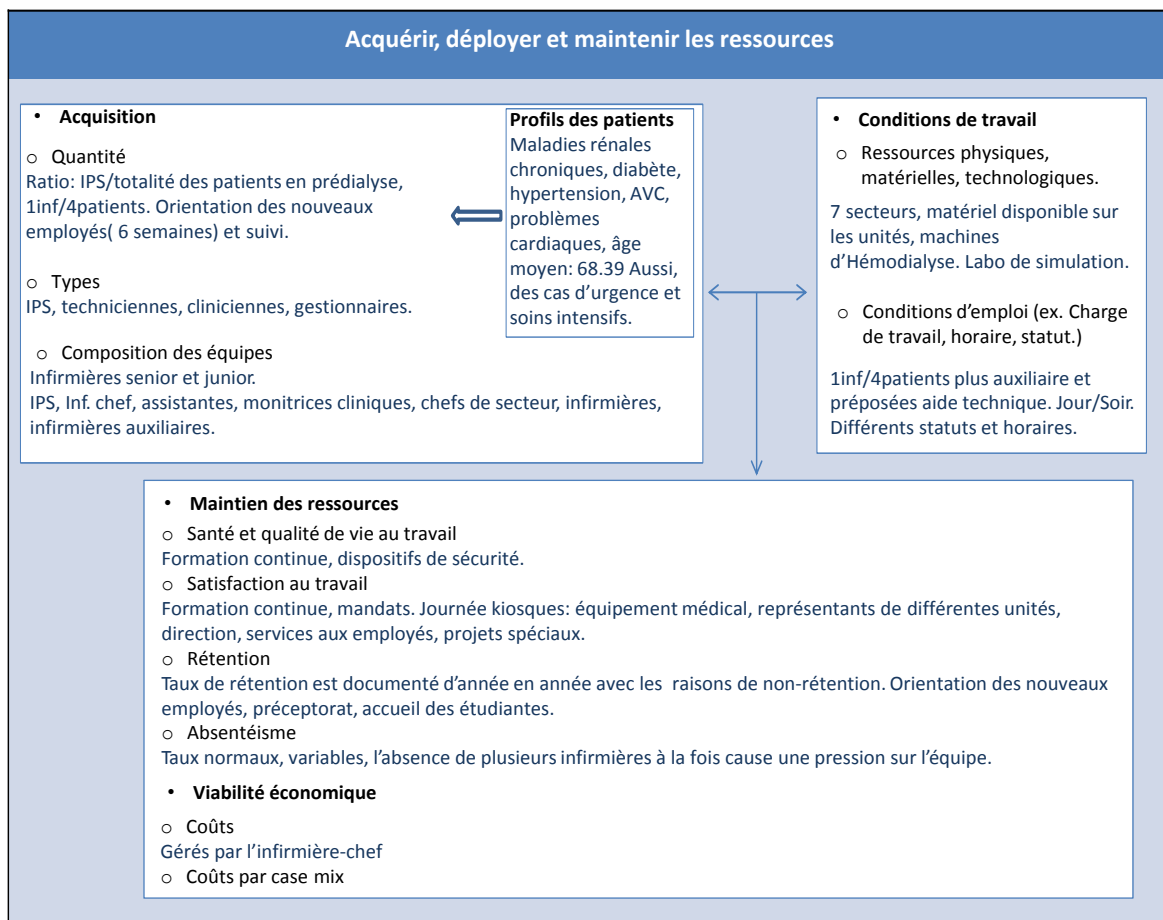 Acquérir, déployer et maintenir les ressources
• Acquisition
o Quantité
Ratio: IPS/totalité des patients en prédialyse,
1inf/4patients. Orientation des nouveaux
employés( 6 semaines) et suivi.
o Types
IPS, techniciennes, cliniciennes, gestionnaires.
o Composition des équipes
Infirmières senior et junior.
IPS, Inf. chef, assistantes, monitrices cliniques, chefs de secteur, infirmières,
infirmières auxiliaires.
Profils des patients
Maladies rénales
chroniques, diabète,
hypertension, AVC,
problèmes
cardiaques, âge
moyen: 68.39 Aussi,
des cas d'urgence et
soins intensifs.
• Conditions de travail
o Ressources physiques,
matérielles, technologiques.
7 secteurs, matériel disponible sur
les unités, machines
d'Hémodialyse. Labo de simulation.
o Conditions d'emploi (ex. Charge
de travail, horaire, statut.)
1inf/4patients plus auxiliaire et
préposées aide technique. Jour/Soir.
Différents statuts et horaires.
• Maintien des ressources
o Santé et qualité de vie au travail
Formation continue, dispositifs de sécurité.
o Satisfaction au travail
Formation continue, mandats. Journée kiosques: équipement médical, représentants de différentes unités,
direction, services aux employés, projets spéciaux.
o Rétention
Taux de rétention est documenté d'année en année avec les raisons de non-rétention. Orientation des nouveaux
employés, préceptorat, accueil des étudiantes.
o Absentéisme
Taux normaux, variables, l'absence de plusieurs infirmières à la fois cause une pression sur l'équipe.
• Viabilité économique
o Coûts
Gérés par l'infirmière-chef
o Coûts par case mix